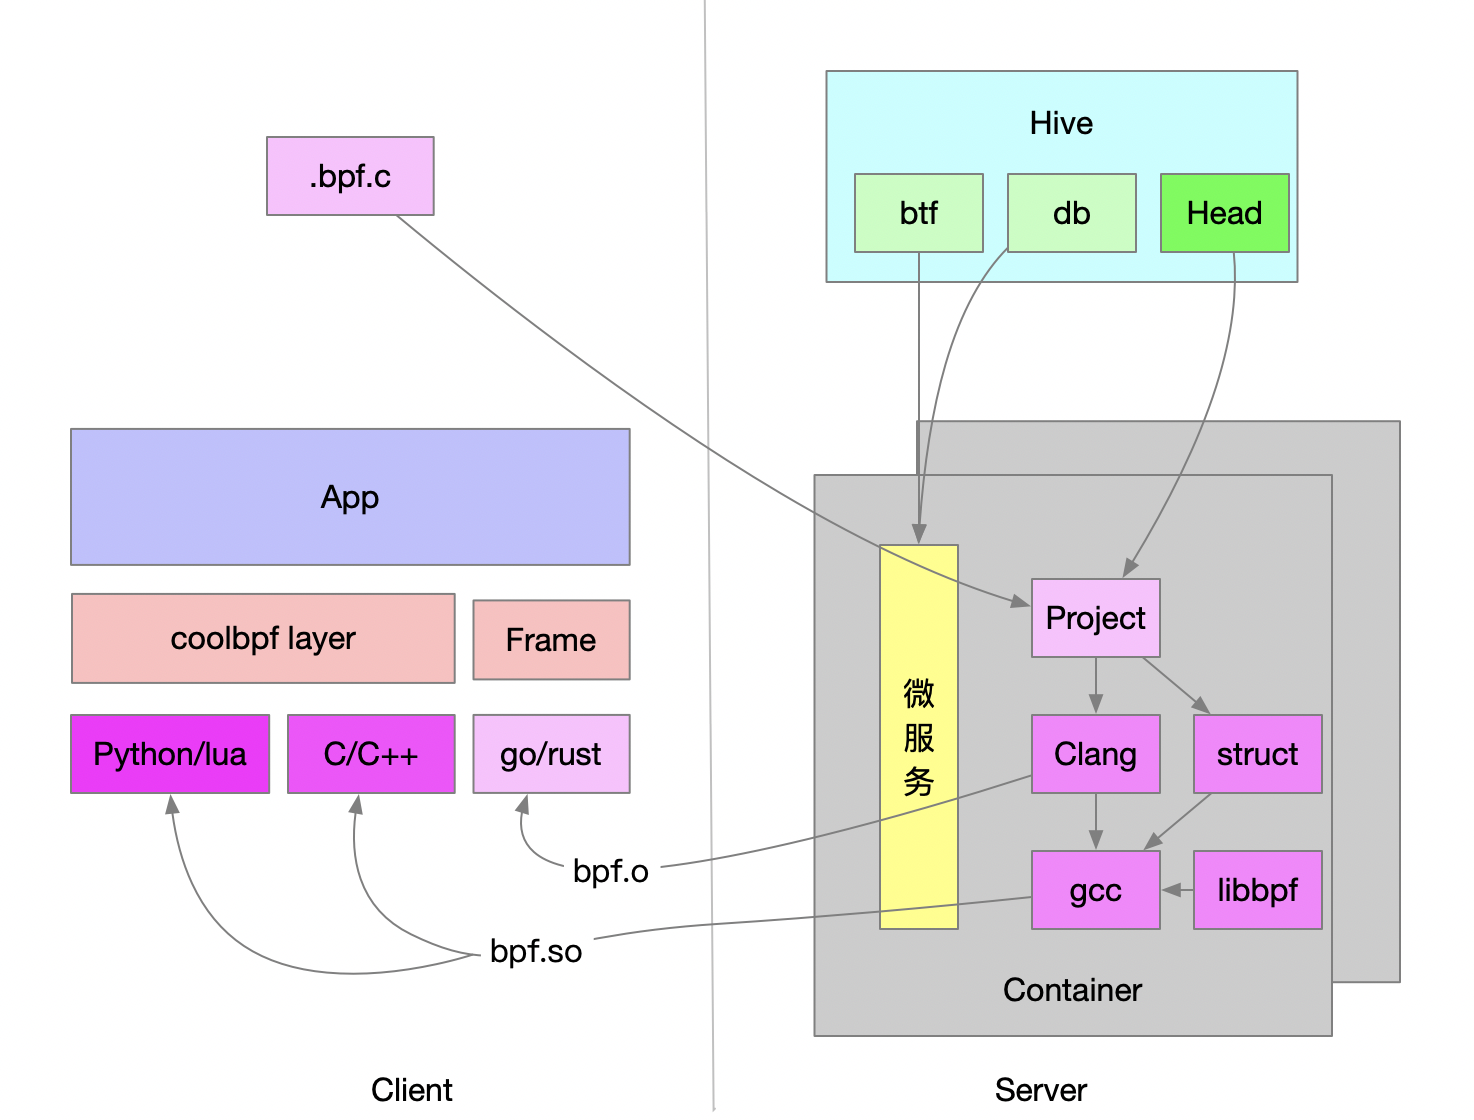 .bpf.c
App
coolbpf layer
Frame
Python/lua
C/C++
go/rust
bpf.o
bpf.so
Client
Hive
btf
db
Head
微
服
务
Project
Clang
struct
gcc
libbpf
Container
Server